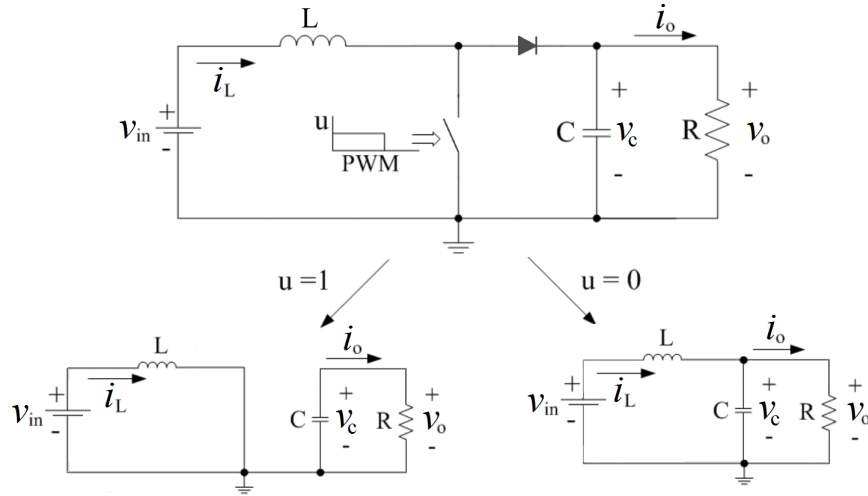 L
i_o
i_L
+
v_in
-
u
PWM
C
+
v_c
-
R
+
v_o
-
u =1
u = 0
L
i_o
i_L
+
v_in
-
C
+
v_c
-
R
+
v_o
-
L
i_o
i_L
+
v_in
-
C
+
v_c
-
R
+
v_o
-